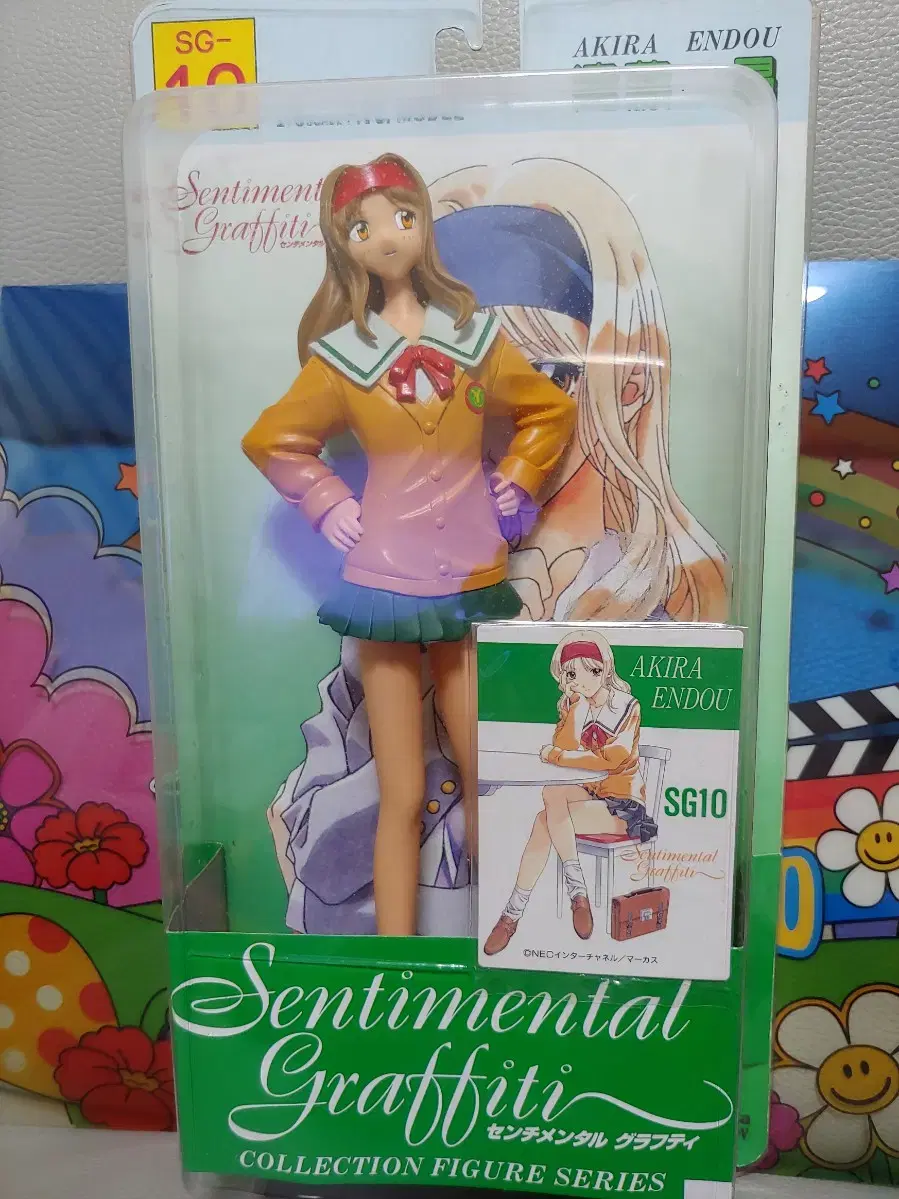 SG-
10
AKIRA ENDOU
Sentiment
Graffiti
センチメンタル
AKIRA
ENDOU
SG10
Sentimental
Graffiti
©NECインターチャネル/マーカス
Sentimental
Graffiti
センチメンタル グラフティ
COLLECTION FIGURE SERIES